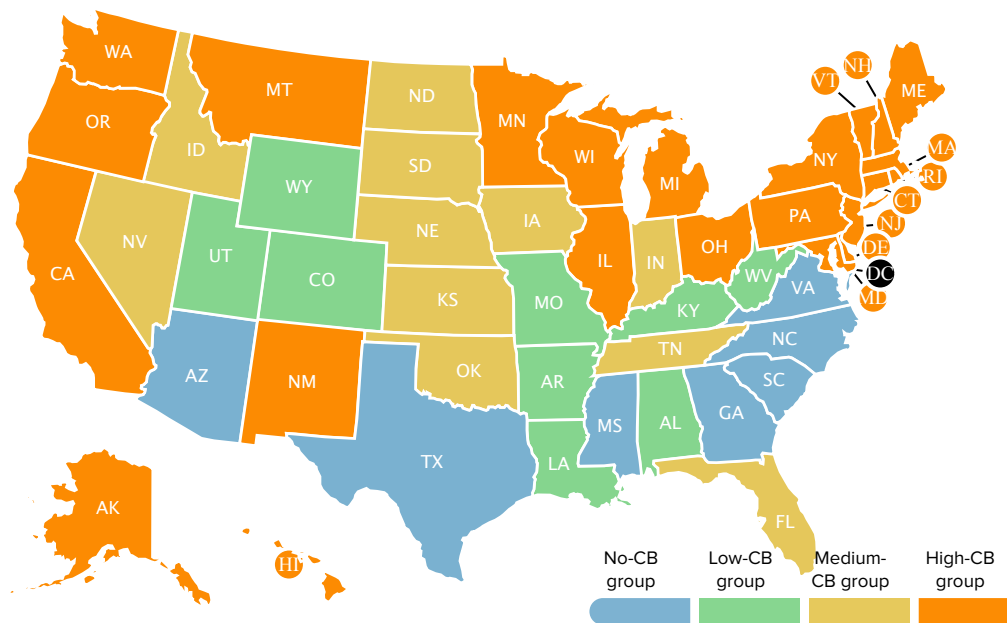 WA
MT
ND
MN
VT
NH
ME
OR
ID
SD
WI
MI
NY
MA
RI
CT
WY
NE
IA
PA
NJ
NV
UT
CO
KS
IL
IN
OH
DE
DC
MD
CA
MO
KY
WV
VA
AZ
NM
OK
AR
TN
NC
SC
TX
LA
MS
AL
GA
AK
HI
FL
No-CB
group
Low-CB
group
Medium-
CB group
High-CB
group